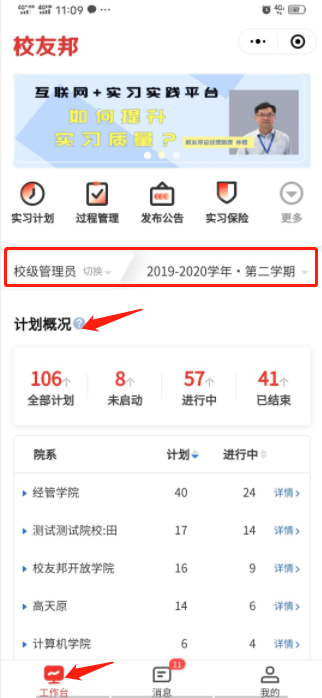 4G 4G 11:09 ... 4G
校友邦
互联网+实习实践平台
如何提升
实习质量？
实习计划 过程管理 发布公告 实习保险 更多
校级管理员 切换 2019-2020学年·第二学期
计划概况 ?
106个 8个 57个 41个
全部计划 未启动 进行中 已结束
院系 计划 进行中
经管学院 40 24 详情>
测试测试院校:田 17 14 详情>
校友邦开放学院 16 9 详情>
高天原 14 6 详情>
计算机学院 6 4 详情>
11
工作台 消息 我的